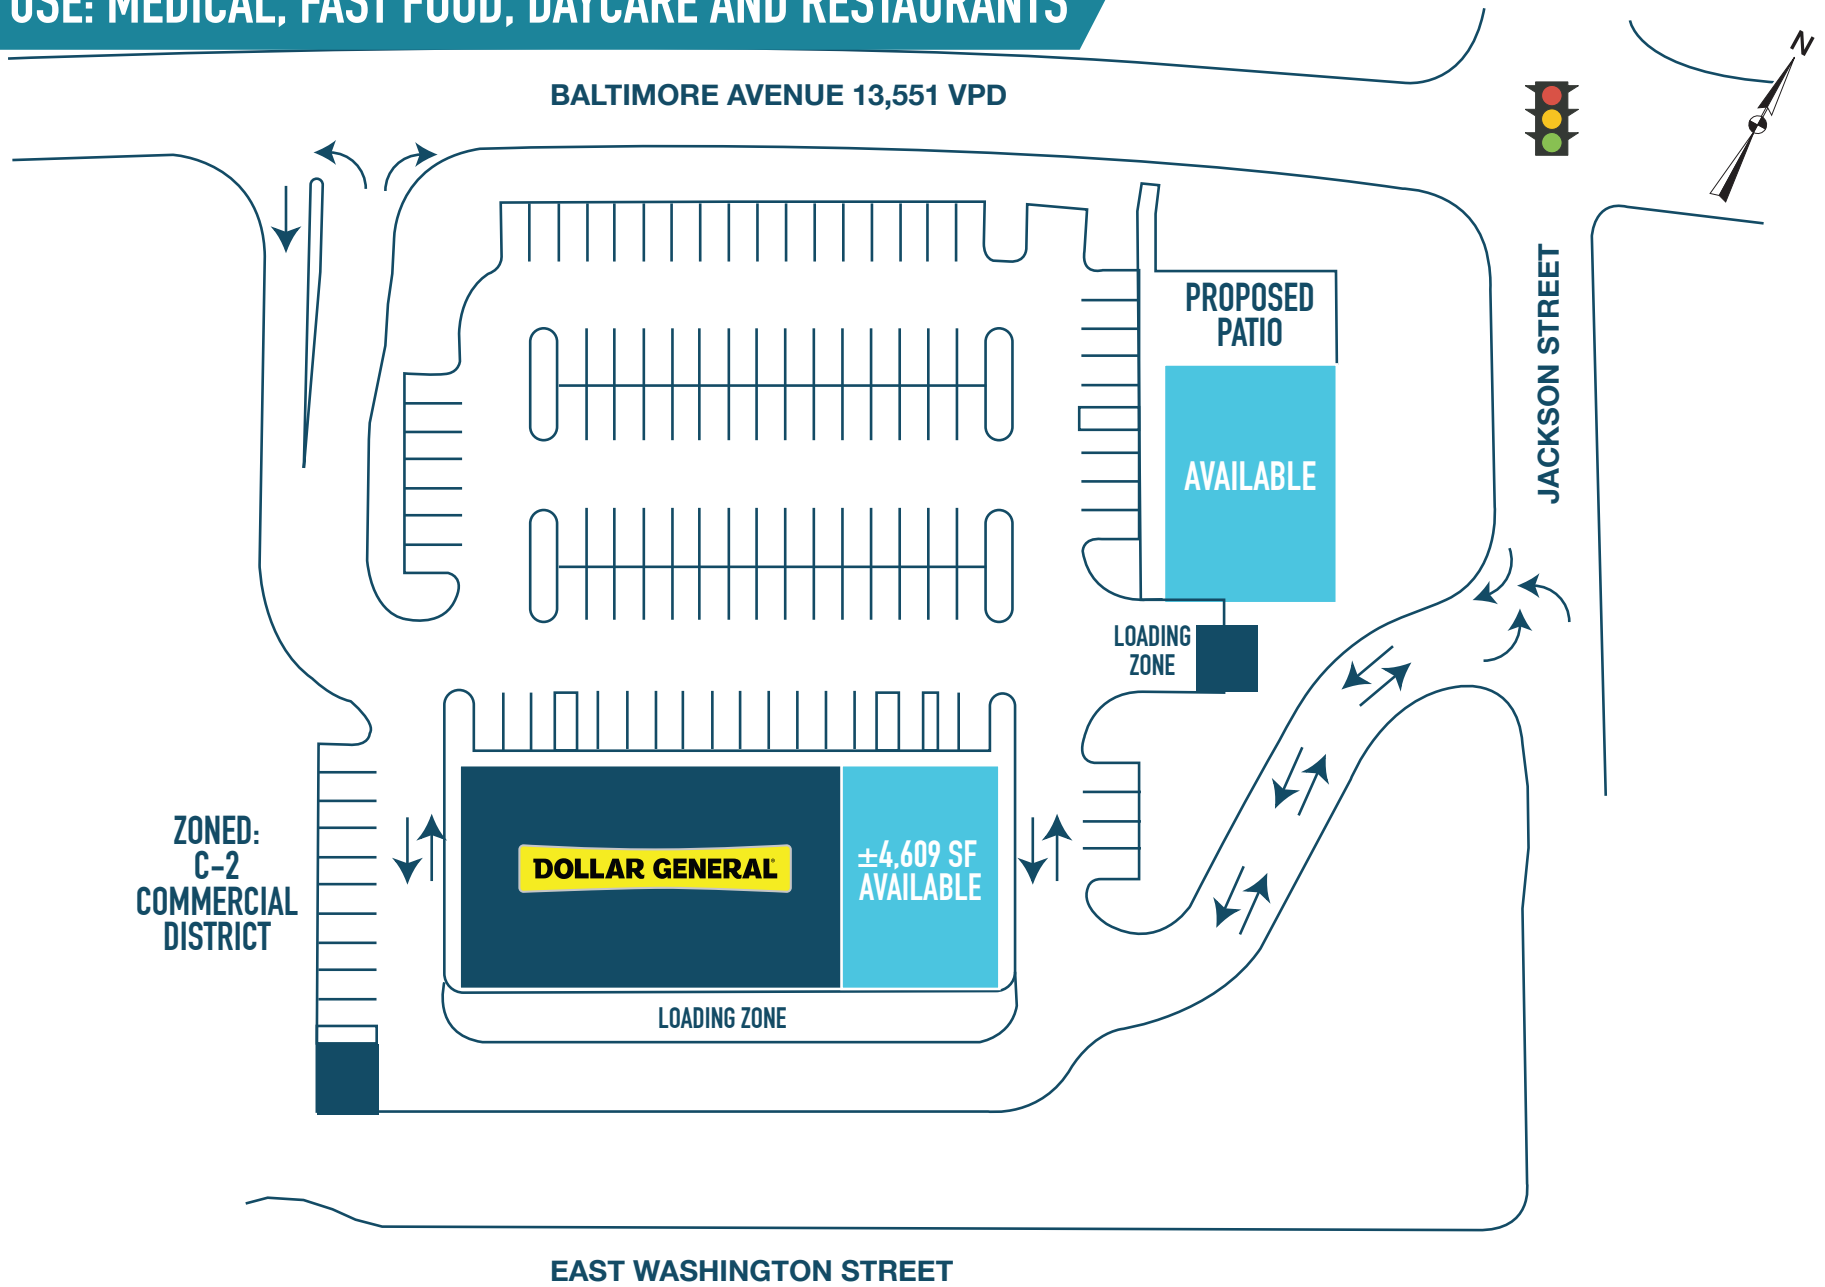 USE: MEDICAL, FAST FOOD, DAYCARE AND RESTAURANTS
N
BALTIMORE AVENUE 13,551 VPD
PROPOSED
PATIO
JACKSON STREET
AVAILABLE
LOADING
ZONE
ZONED:
C-2
COMMERCIAL
DISTRICT
DOLLAR GENERAL
±4,609 SF
AVAILABLE
LOADING ZONE
EAST WASHINGTON STREET